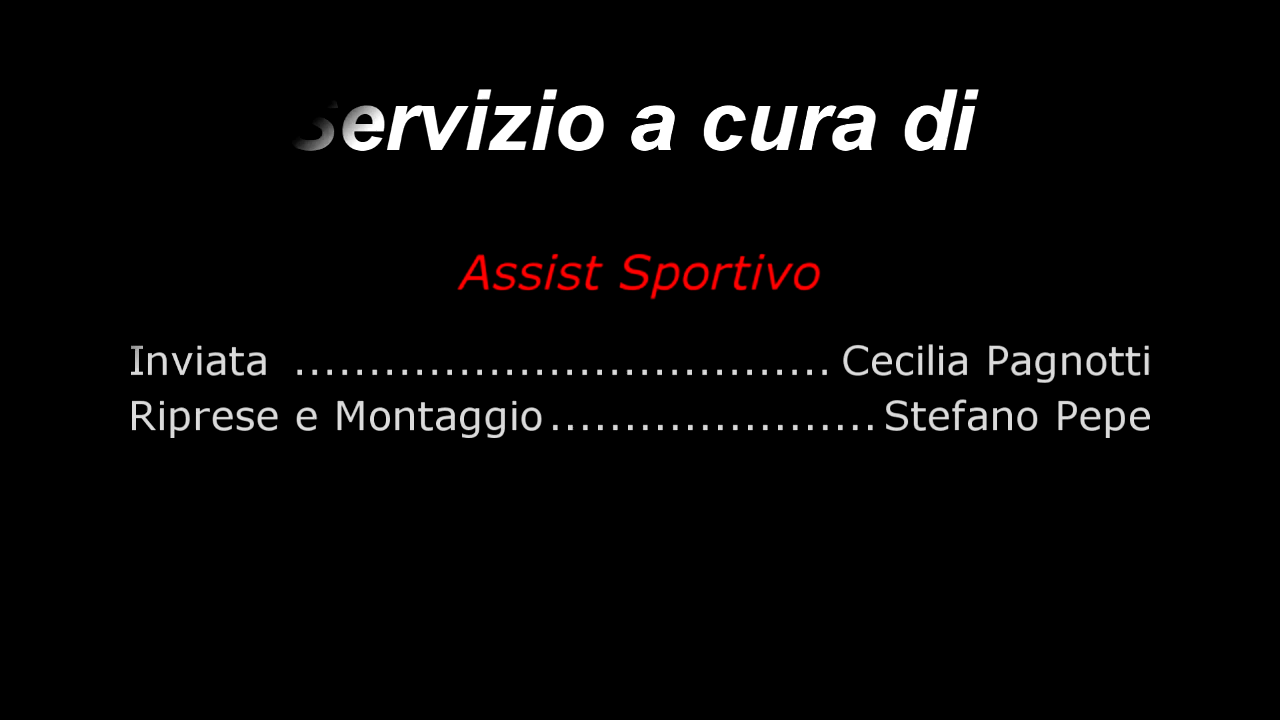 Servizio a cura di
Assist Sportivo
Inviata .................................... Cecilia Pagnotti
Riprese e Montaggio...................... Stefano Pepe